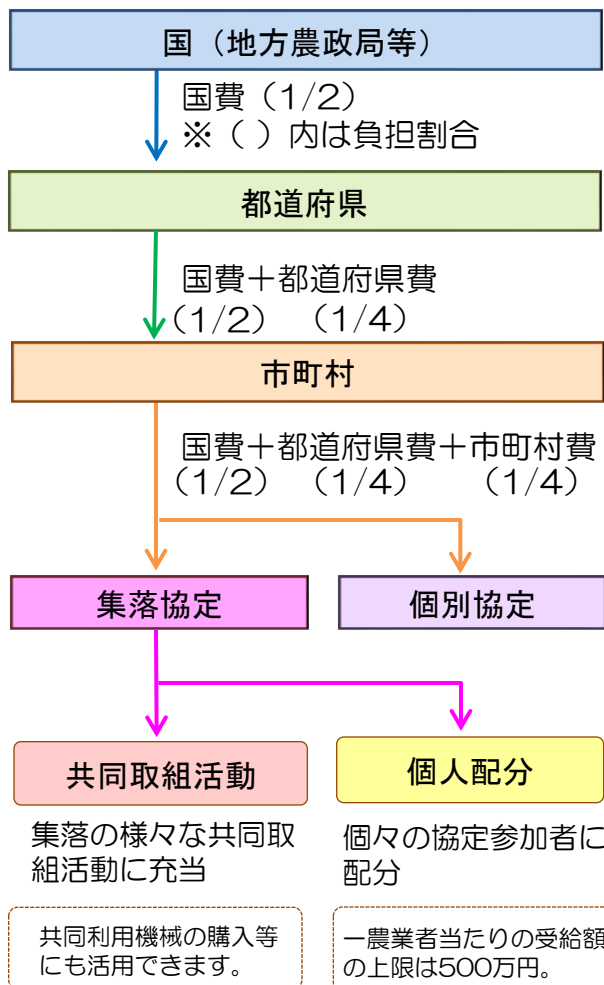 国（地方農政局等）
国費（1/2）
※（ ）内は負担割合
都道府県
国費＋都道府県費
（1/2） （1/4）
市町村
国費＋都道府県費＋市町村費
（1/2） （1/4） （1/4）
集落協定
個別協定
共同取組活動
個人配分
集落の様々な共同取
組活動に充当
個々の協定参加者に
配分
共同利用機械の購入等
にも活用できます。
一農業者当たりの受給額
の上限は500万円。